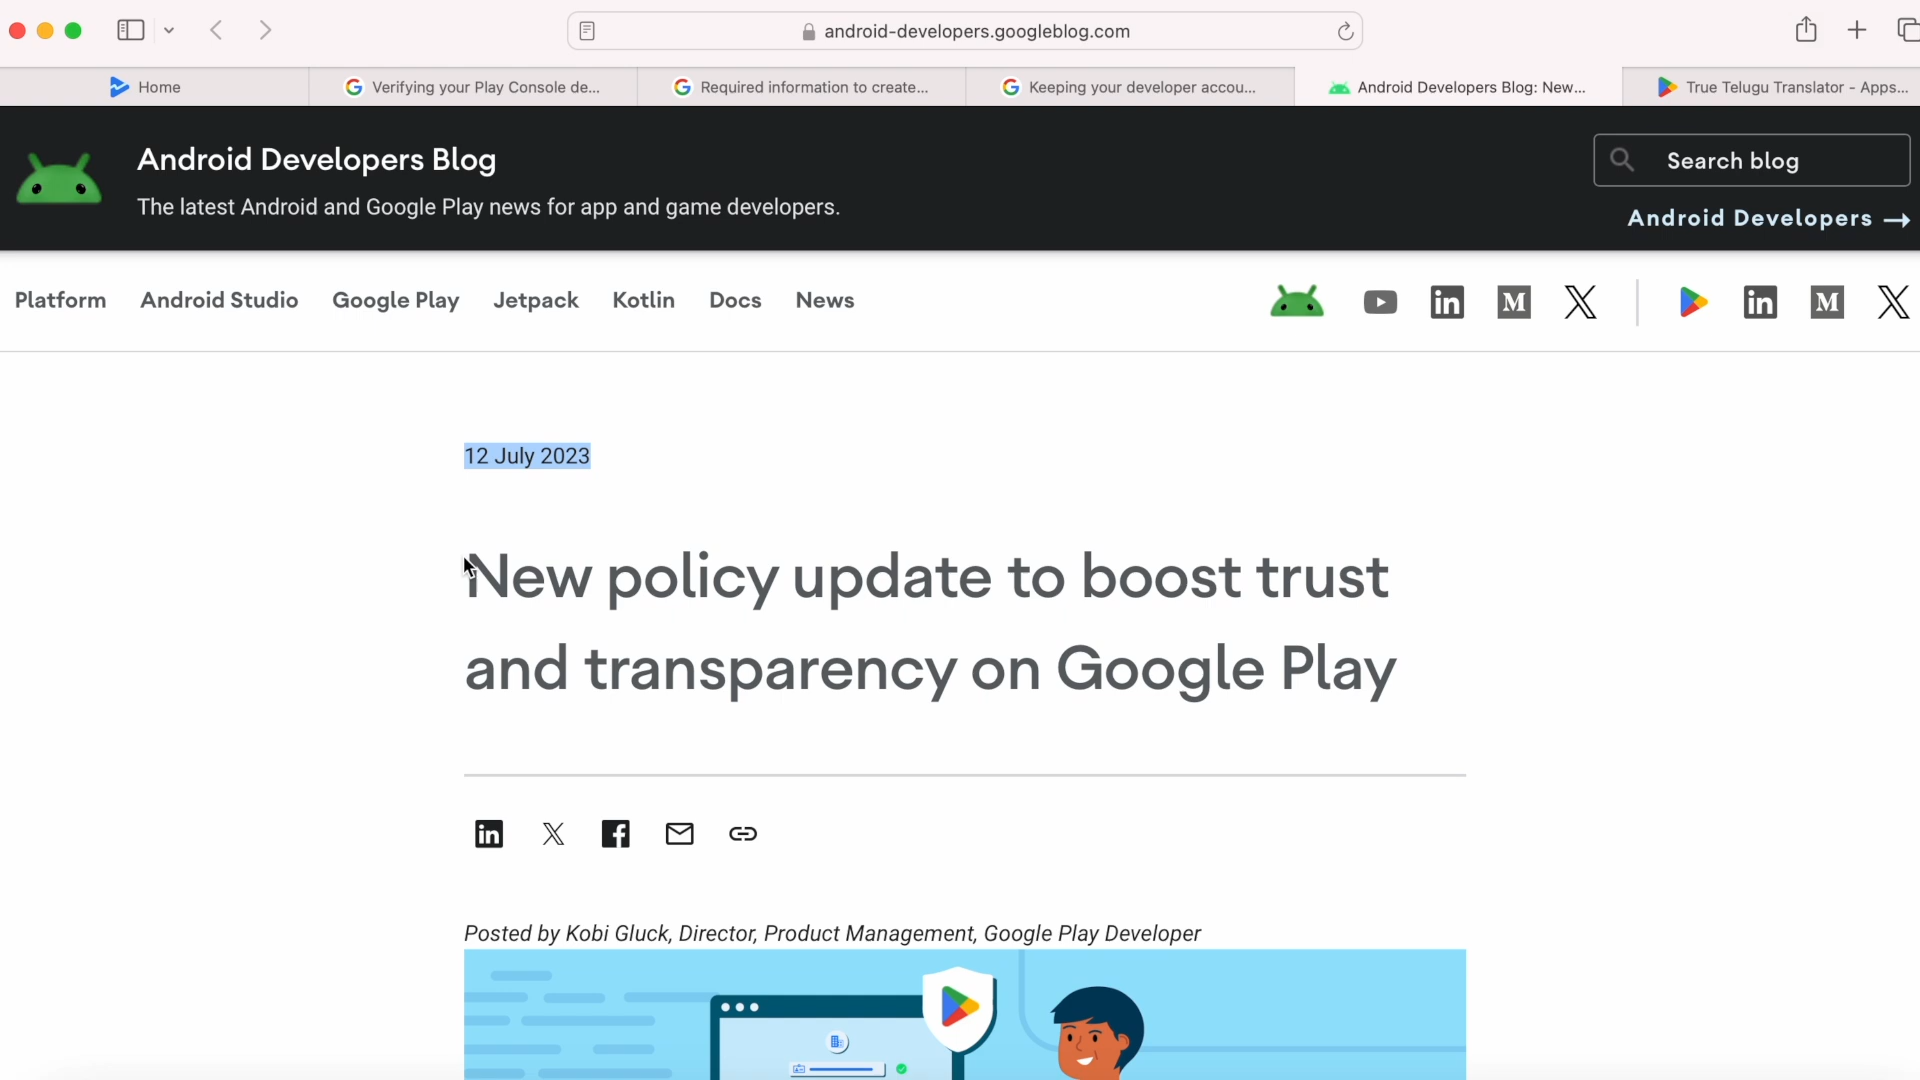 android-developers.googleblog.com
Home
Verifying your Play Console de...
Required information to create...
Keeping your developer accou...
Android Developers Blog: New...
True Telugu Translator - Apps...
Android Developers Blog
The latest Android and Google Play news for app and game developers.
Search blog
Android Developers →
Platform Android Studio Google Play Jetpack Kotlin Docs News
12 July 2023
New policy update to boost trust
and transparency on Google Play
Posted by Kobi Gluck, Director, Product Management, Google Play Developer